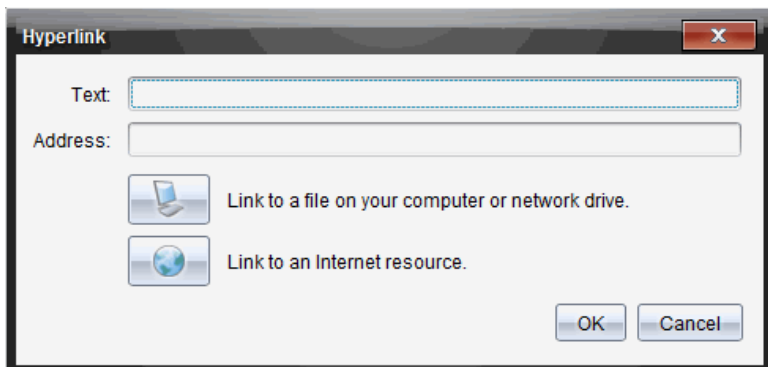 Hyperlink
Text:
Address:
Link to a file on your computer or network drive.
Link to an Internet resource.
OK Cancel